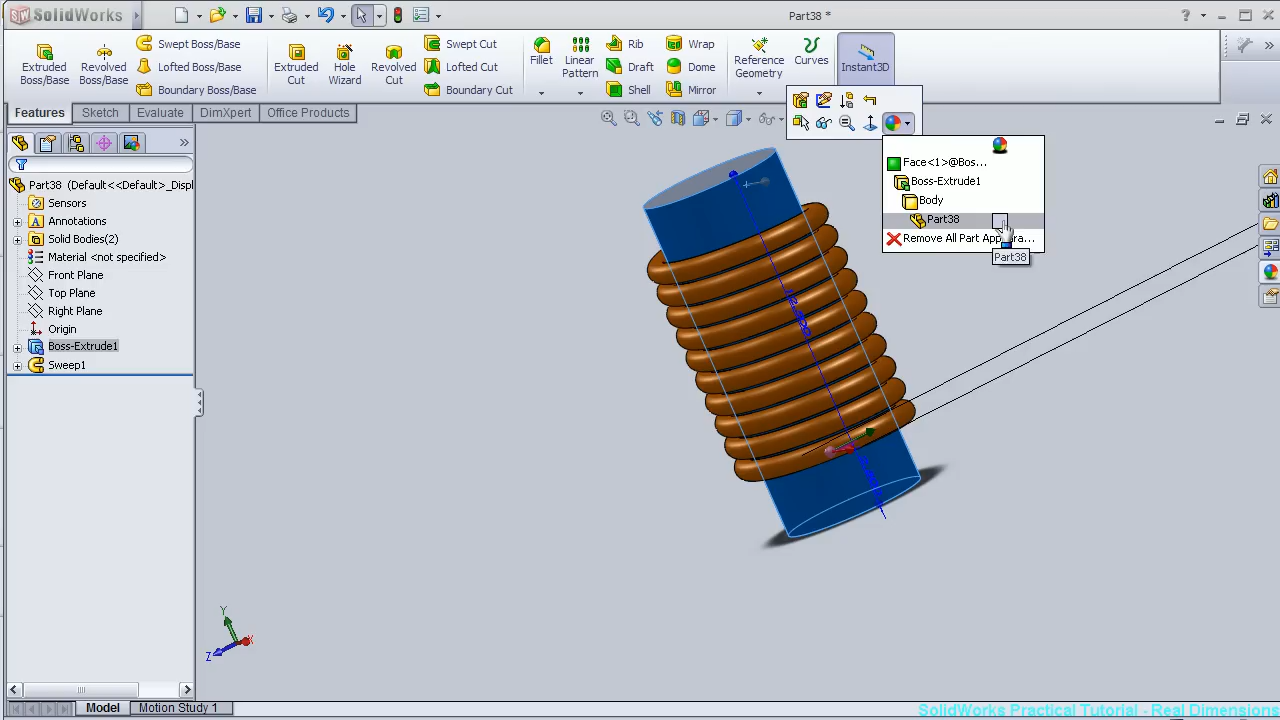 SolidWorks
Part38 *
Extruded Boss/Base
Revolved Boss/Base
Swept Boss/Base
Lofted Boss/Base
Boundary Boss/Base
Extruded Cut
Hole Wizard
Revolved Cut
Swept Cut
Lofted Cut
Boundary Cut
Fillet
Linear Pattern
Rib
Draft
Shell
Wrap
Dome
Mirror
Reference Geometry
Curves
Instant3D
Features
Sketch
Evaluate
DimXpert
Office Products
Part38 (Default<<Default>_Displ
Sensors
Annotations
Solid Bodies(2)
Material <not specified>
Front Plane
Top Plane
Right Plane
Origin
Boss-Extrude1
Sweep1
Face<1>@Bos...
Boss-Extrude1
Body
Part38
Remove All Part Appeara...
Part38
Y
X
Z
Model
Motion Study 1
SolidWorks Practical Tutorial - Real Dimensions